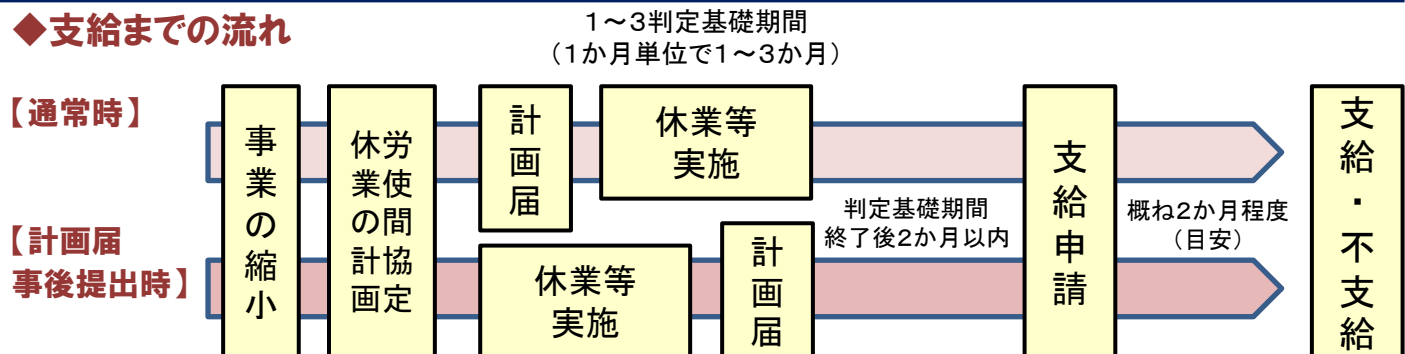 ◆支給までの流れ
1～3判定基礎期間
（1か月単位で1～3か月）
【通常時】
事業の縮小
労使間協定
休業の計画
計画届
休業等
実施
支給申請
支給・不支給
【計画届
事後提出時】
休業等
実施
計画届
判定基礎期間
終了後2か月以内
概ね2か月程度
（目安）